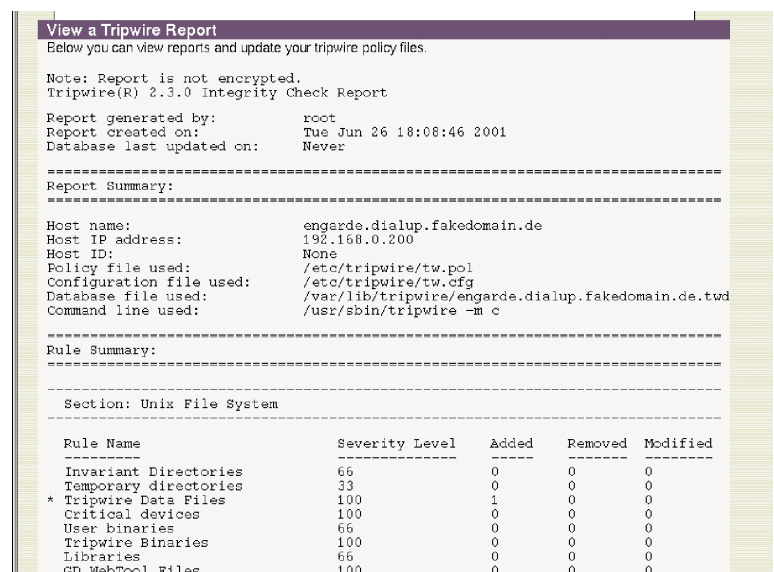 View a Tripwire Report
Below you can view reports and update your tripwire policy files.
Note: Report is not encrypted.
Tripwire(R) 2.3.0 Integrity Check Report
Report generated by: root
Report created on: Tue Jun 26 18:08:46 2001
Database last updated on: Never
===============================================================================
Report Summary:
===============================================================================
Host name: engarde.dialup.fakedomain.de
Host IP address: 192.168.0.200
Host ID: None
Policy file used: /etc/tripwire/tw.pol
Configuration file used: /etc/tripwire/tw.cfg
Database file used: /var/lib/tripwire/engarde.dialup.fakedomain.de.twd
Command line used: /usr/sbin/tripwire -m c
===============================================================================
Rule Summary:
===============================================================================
-------------------------------------------------------------------------------
Section: Unix File System
-------------------------------------------------------------------------------
Rule Name Severity Level Added Removed Modified
--------- -------------- ----- ------- --------
Invariant Directories 66 0 0 0
Temporary directories 33 0 0 0
* Tripwire Data Files 100 1 0 0
Critical devices 100 0 0 0
User binaries 66 0 0 0
Tripwire Binaries 100 0 0 0
Libraries 66 0 0 0
GD WebTool Files 100 0 0 0